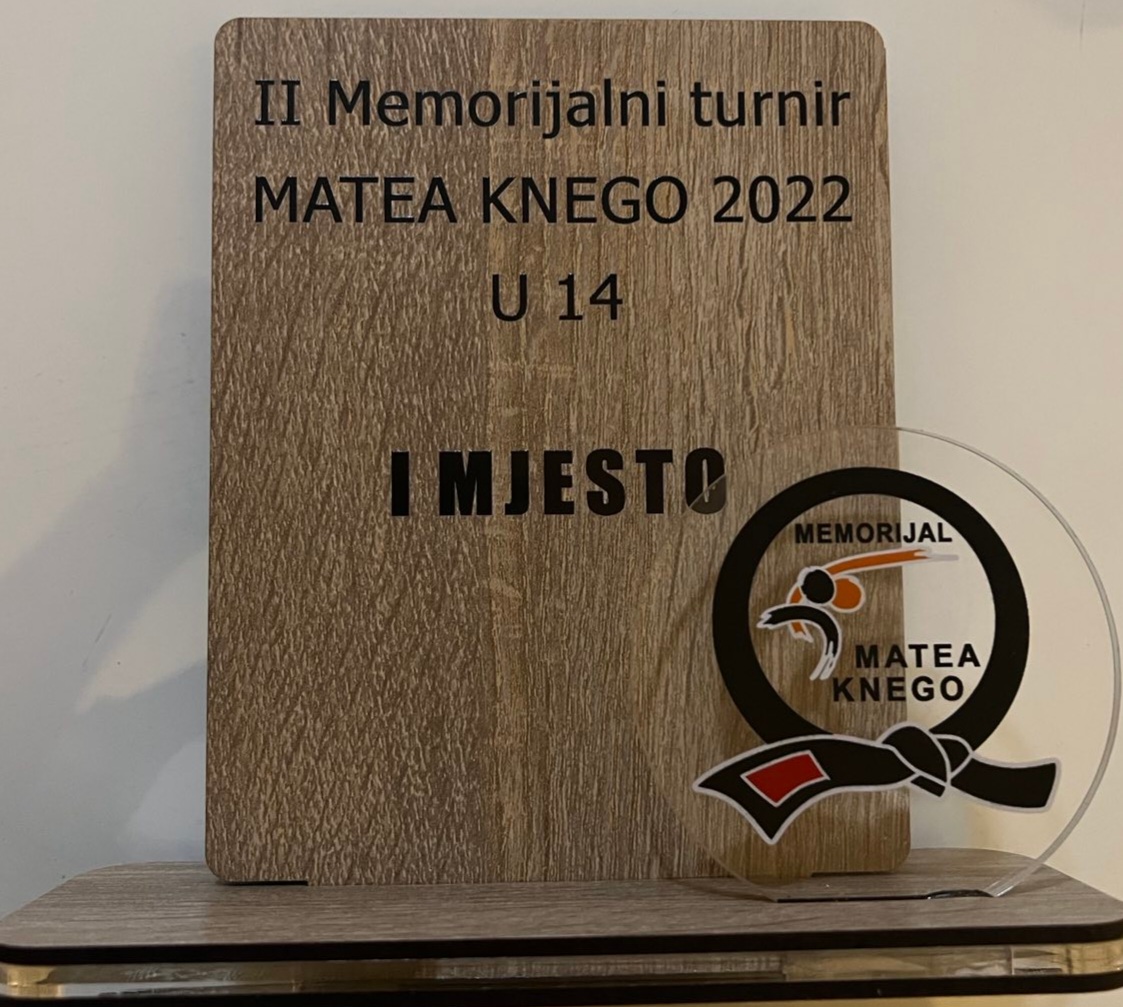 II Memorijalni turnir
MATEA KNEGO 2022
U 14
I MJESTO
MEMORIJAL
MATEA
KNEGO